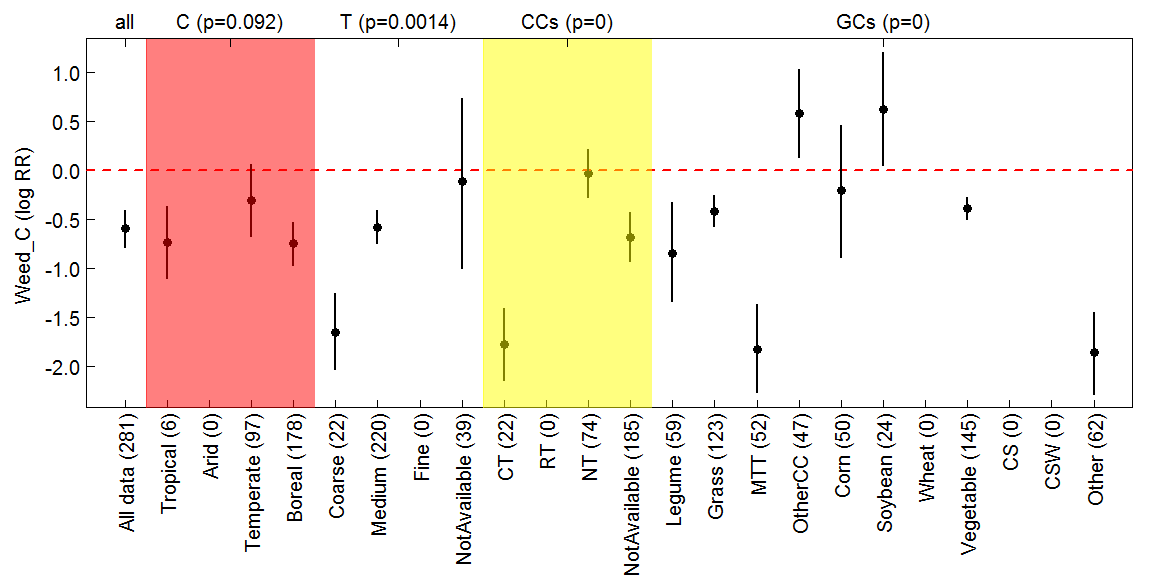 all C (p=0.092) T (p=0.0014) CCs (p=0) GCs (p=0)
Weed_C (log RR)
1.0
0.5
0.0
-0.5
-1.0
-1.5
-2.0
All data (281)
Tropical (6)
Arid (0)
Temperate (97)
Boreal (178)
Coarse (22)
Medium (220)
Fine (0)
NotAvailable (39)
CT (22)
RT (0)
NT (74)
NotAvailable (185)
Legume (59)
Grass (123)
MTT (52)
OtherCC (47)
Corn (50)
Soybean (24)
Wheat (0)
Vegetable (145)
CS (0)
CSW (0)
Other (62)